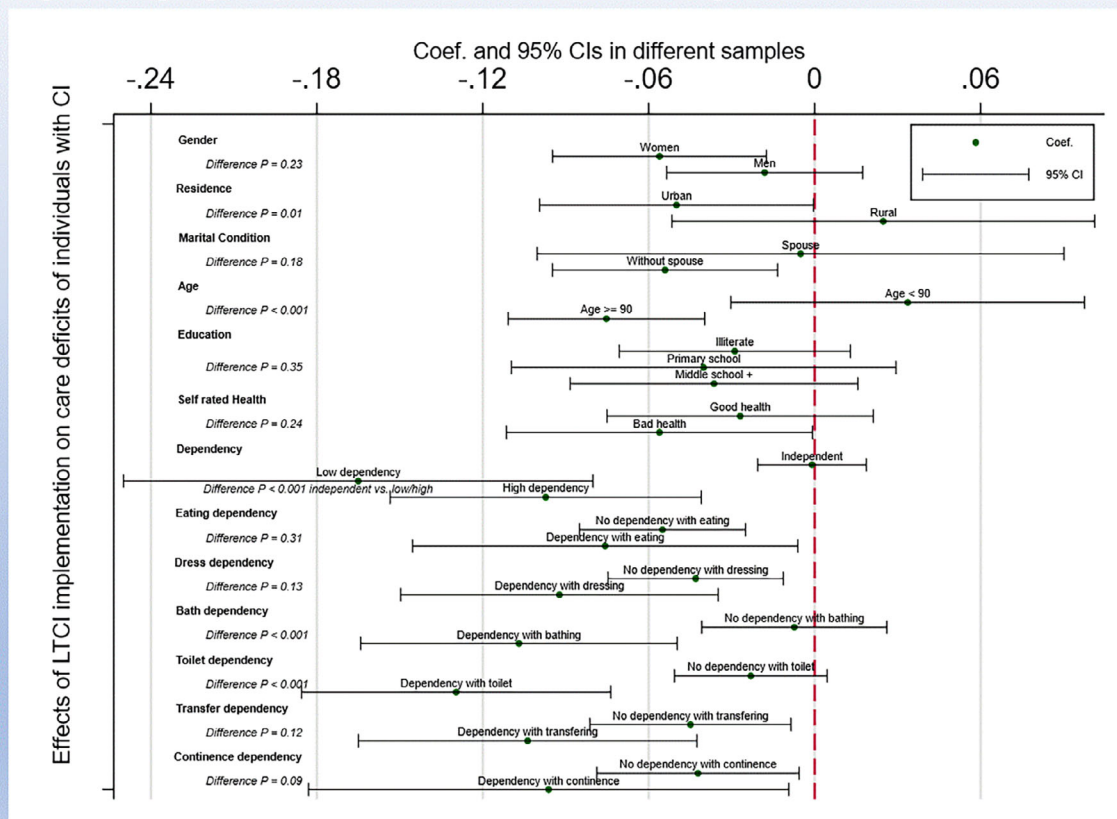 Coef. and 95% CIs in different samples
-.24 -.18 -.12 -.06 0 .06
Effects of LTCI implementation on care deficits of individuals with CI
Coef.
95% CI
Gender
Women
Difference P = 0.23
Men
Residence
Urban
Difference P = 0.01
Rural
Marital Condition
Spouse
Difference P = 0.18
Without spouse
Age
Age < 90
Difference P < 0.001
Age >= 90
Education
Illiterate
Difference P = 0.35
Primary school
Middle school +
Self rated Health
Good health
Difference P = 0.24
Bad health
Dependency
Independent
Low dependency
Difference P < 0.001 independent vs. low/high
High dependency
Eating dependency
No dependency with eating
Difference P = 0.31
Dependency with eating
Dress dependency
No dependency with dressing
Difference P = 0.13
Dependency with dressing
Bath dependency
No dependency with bathing
Difference P < 0.001
Dependency with bathing
Toilet dependency
No dependency with toilet
Difference P < 0.001
Dependency with toilet
Transfer dependency
No dependency with transfering
Difference P = 0.12
Dependency with transfering
Continence dependency
No dependency with continence
Difference P = 0.09
Dependency with continence